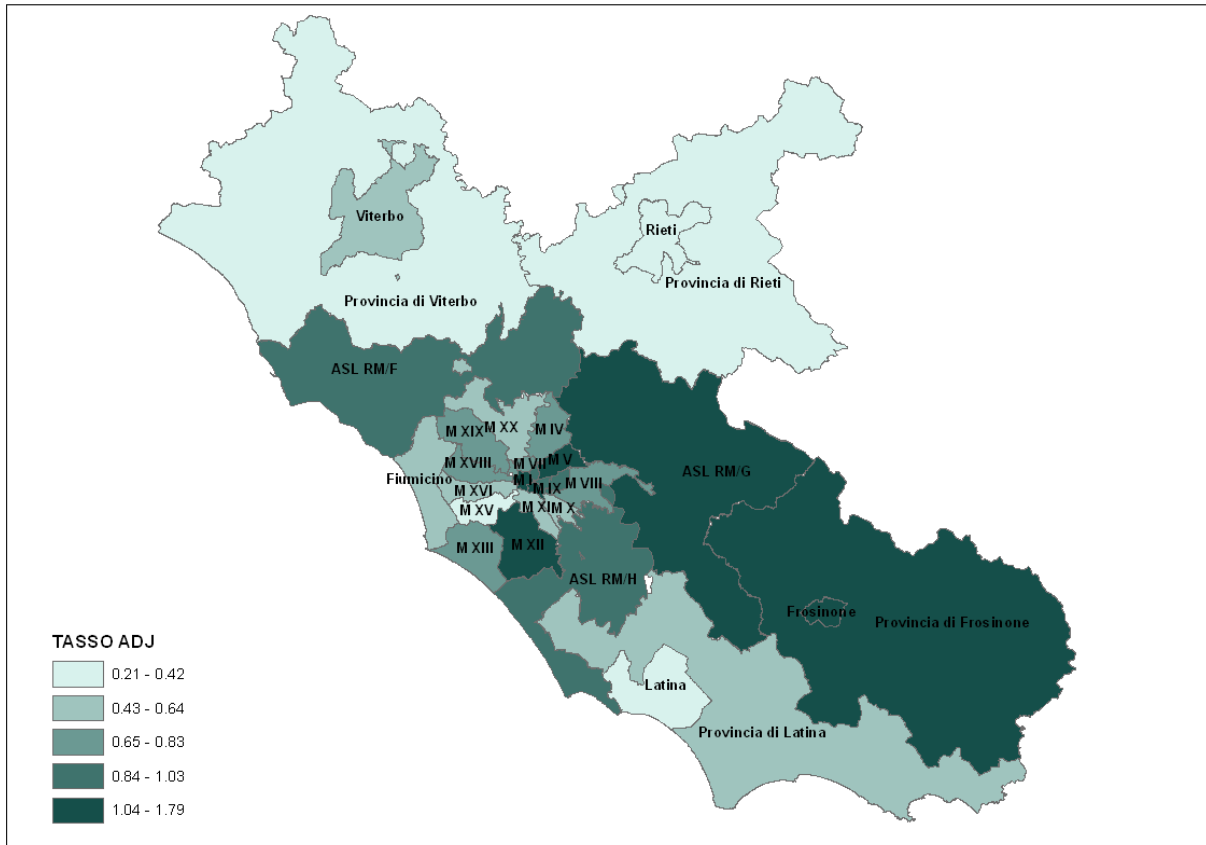 Viterbo
Rieti
Provincia di Rieti
Provincia di Viterbo
ASL RM/F
M XX
M XIX
M IV
M V
M VII
M XVIII
ASL RM/G
Fiumicino
M I
M IX
M VIII
M XVI
M XV
M XI
M X
M XIII
M XII
ASL RM/H
Frosinone
Provincia di Frosinone
Latina
Provincia di Latina
TASSO ADJ
0.21 - 0.42
0.43 - 0.64
0.65 - 0.83
0.84 - 1.03
1.04 - 1.79